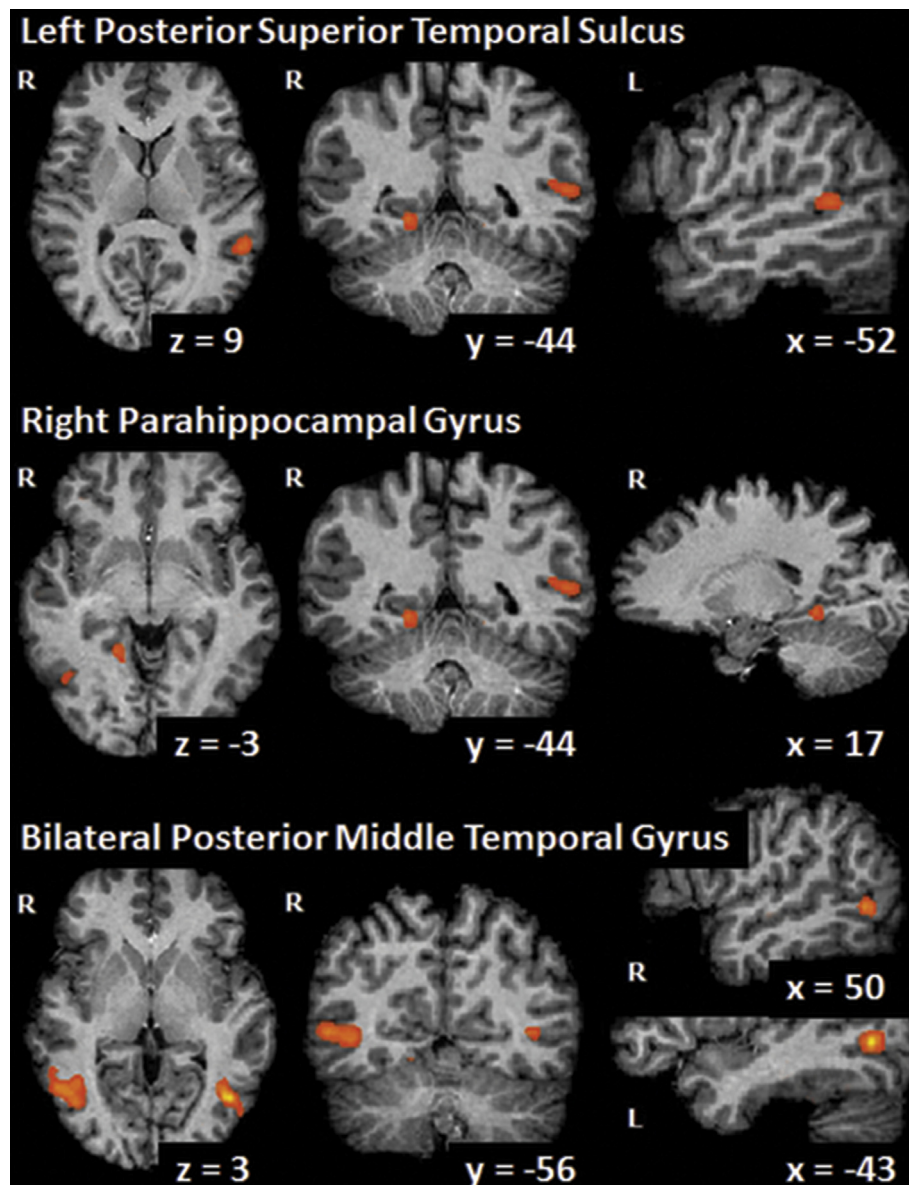 Left Posterior Superior Temporal Sulcus
R
R
L
z = 9
y = -44
x = -52
Right Parahippocampal Gyrus
R
R
R
z = -3
y = -44
x = 17
Bilateral Posterior Middle Temporal Gyrus
R
R
R
x = 50
L
z = 3
y = -56
x = -43